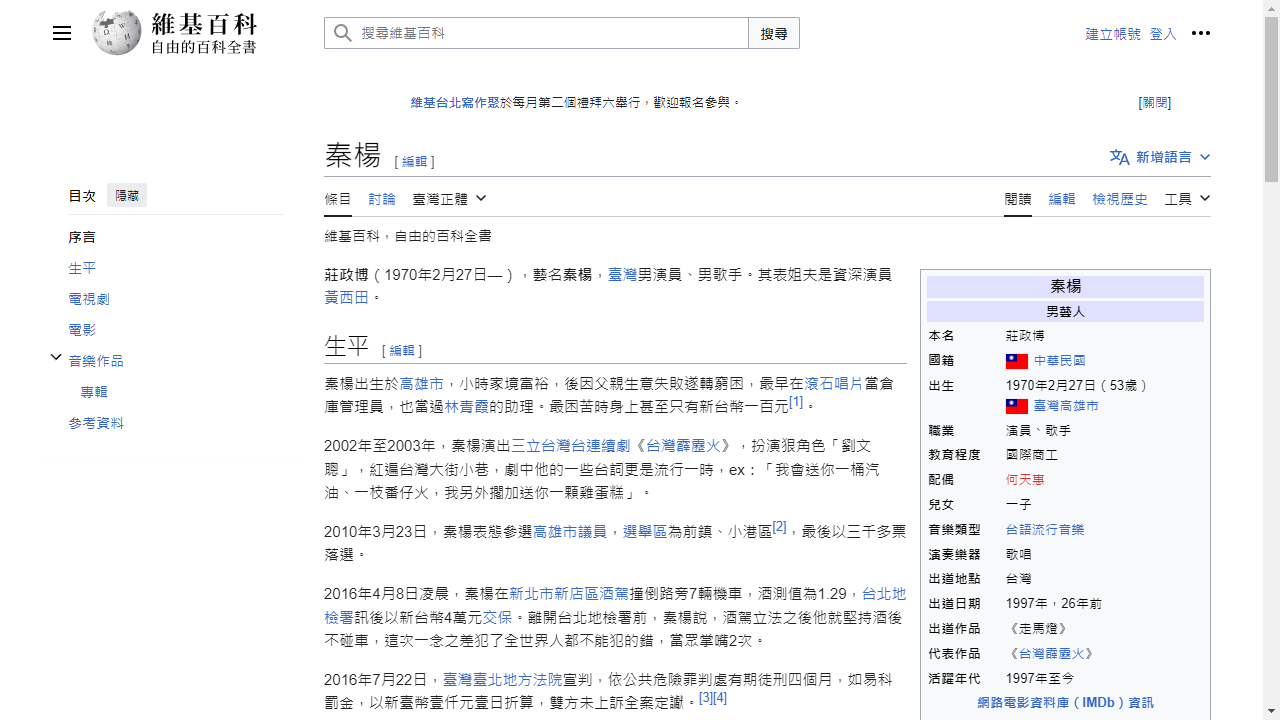 維基百科
自由的百科全書
搜尋維基百科
搜尋
建立帳號 登入
維基台北寫作聚於每月第二個禮拜六舉行，歡迎報名參與。
[關閉]
秦楊 [ 編輯 ]
新增語言
目次 隱藏
序言
生平
電視劇
電影
音樂作品
專輯
參考資料
條目 討論 臺灣正體
閱讀 編輯 檢視歷史 工具
維基百科，自由的百科全書
莊政博（1970年2月27日—），藝名秦楊，臺灣男演員、男歌手。其表姐夫是資深演員
黃西田。
生平 [ 編輯 ]
秦楊出生於高雄市，小時家境富裕，後因父親生意失敗遂轉窮困，最早在滾石唱片當倉
庫管理員，也當過林青霞的助理。最困苦時身上甚至只有新台幣一百元[1]。
2002年至2003年，秦楊演出三立台灣台連續劇《台灣霹靂火》，扮演狠角色「劉文
聰」，紅遍台灣大街小巷，劇中他的一些台詞更是流行一時，ex：「我會送你一桶汽
油、一枝番仔火，我另外擱加送你一顆雞蛋糕」。
2010年3月23日，秦楊表態參選高雄市議員，選舉區為前鎮、小港區[2]，最後以三千多票
落選。
2016年4月8日凌晨，秦楊在新北市新店區酒駕撞倒路旁7輛機車，酒測值為1.29，台北地
檢署訊後以新台幣4萬元交保。離開台北地檢署前，秦楊說，酒駕立法之後他就堅持酒後
不碰車，這次一念之差犯了全世界人都不能犯的錯，當眾掌嘴2次。
2016年7月22日，臺灣臺北地方法院宣判，依公共危險罪判處有期徒刑四個月，如易科
罰金，以新臺幣壹仟元壹日折算，雙方未上訴全案定讞。[3][4]
秦楊
男藝人
本名 莊政博
國籍 中華民國
出生 1970年2月27日（53歲）
臺灣高雄市
職業 演員、歌手
教育程度 國際商工
配偶 何天惠
兒女 一子
音樂類型 台語流行音樂
演奏樂器 歌唱
出道地點 台灣
出道日期 1997年，26年前
出道作品 《走馬燈》
代表作品 《台灣霹靂火》
活躍年代 1997年至今
網路電影資料庫（IMDb）資訊